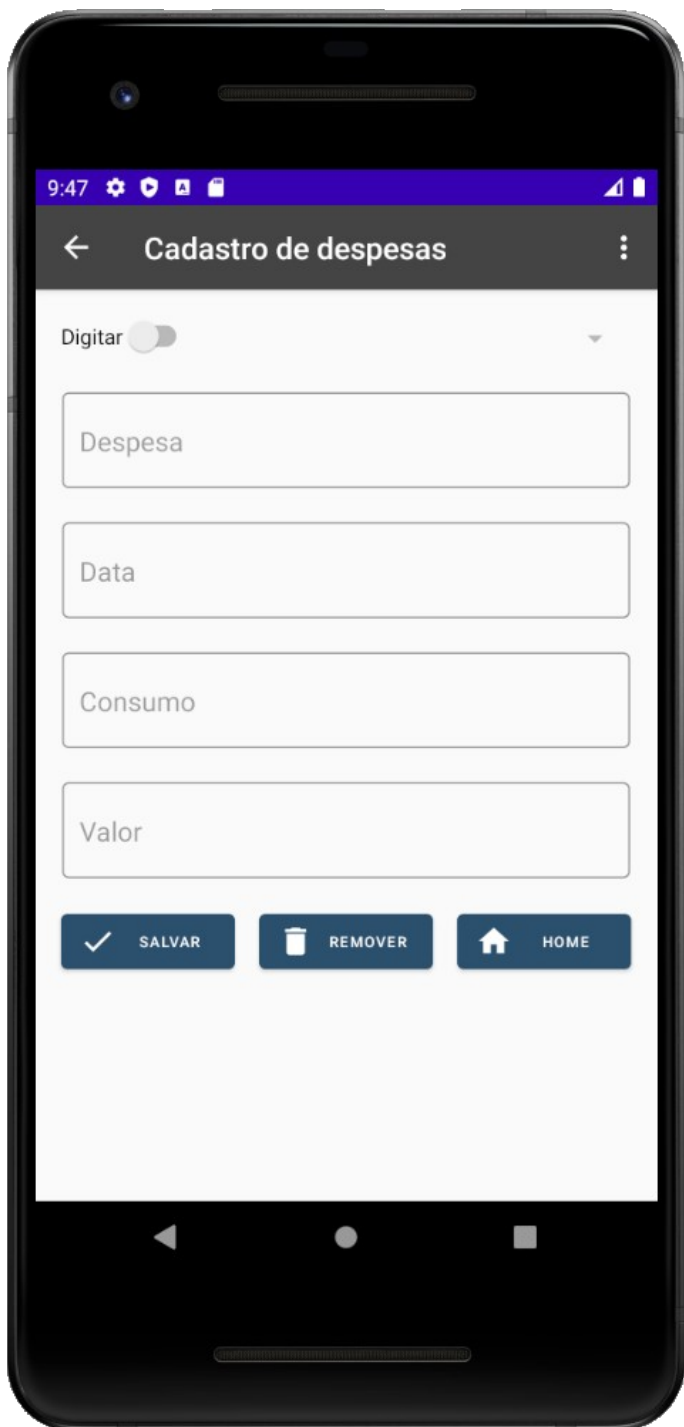 9:47
Cadastro de despesas
Digitar
Despesa
Data
Consumo
Valor
SALVAR REMOVER HOME